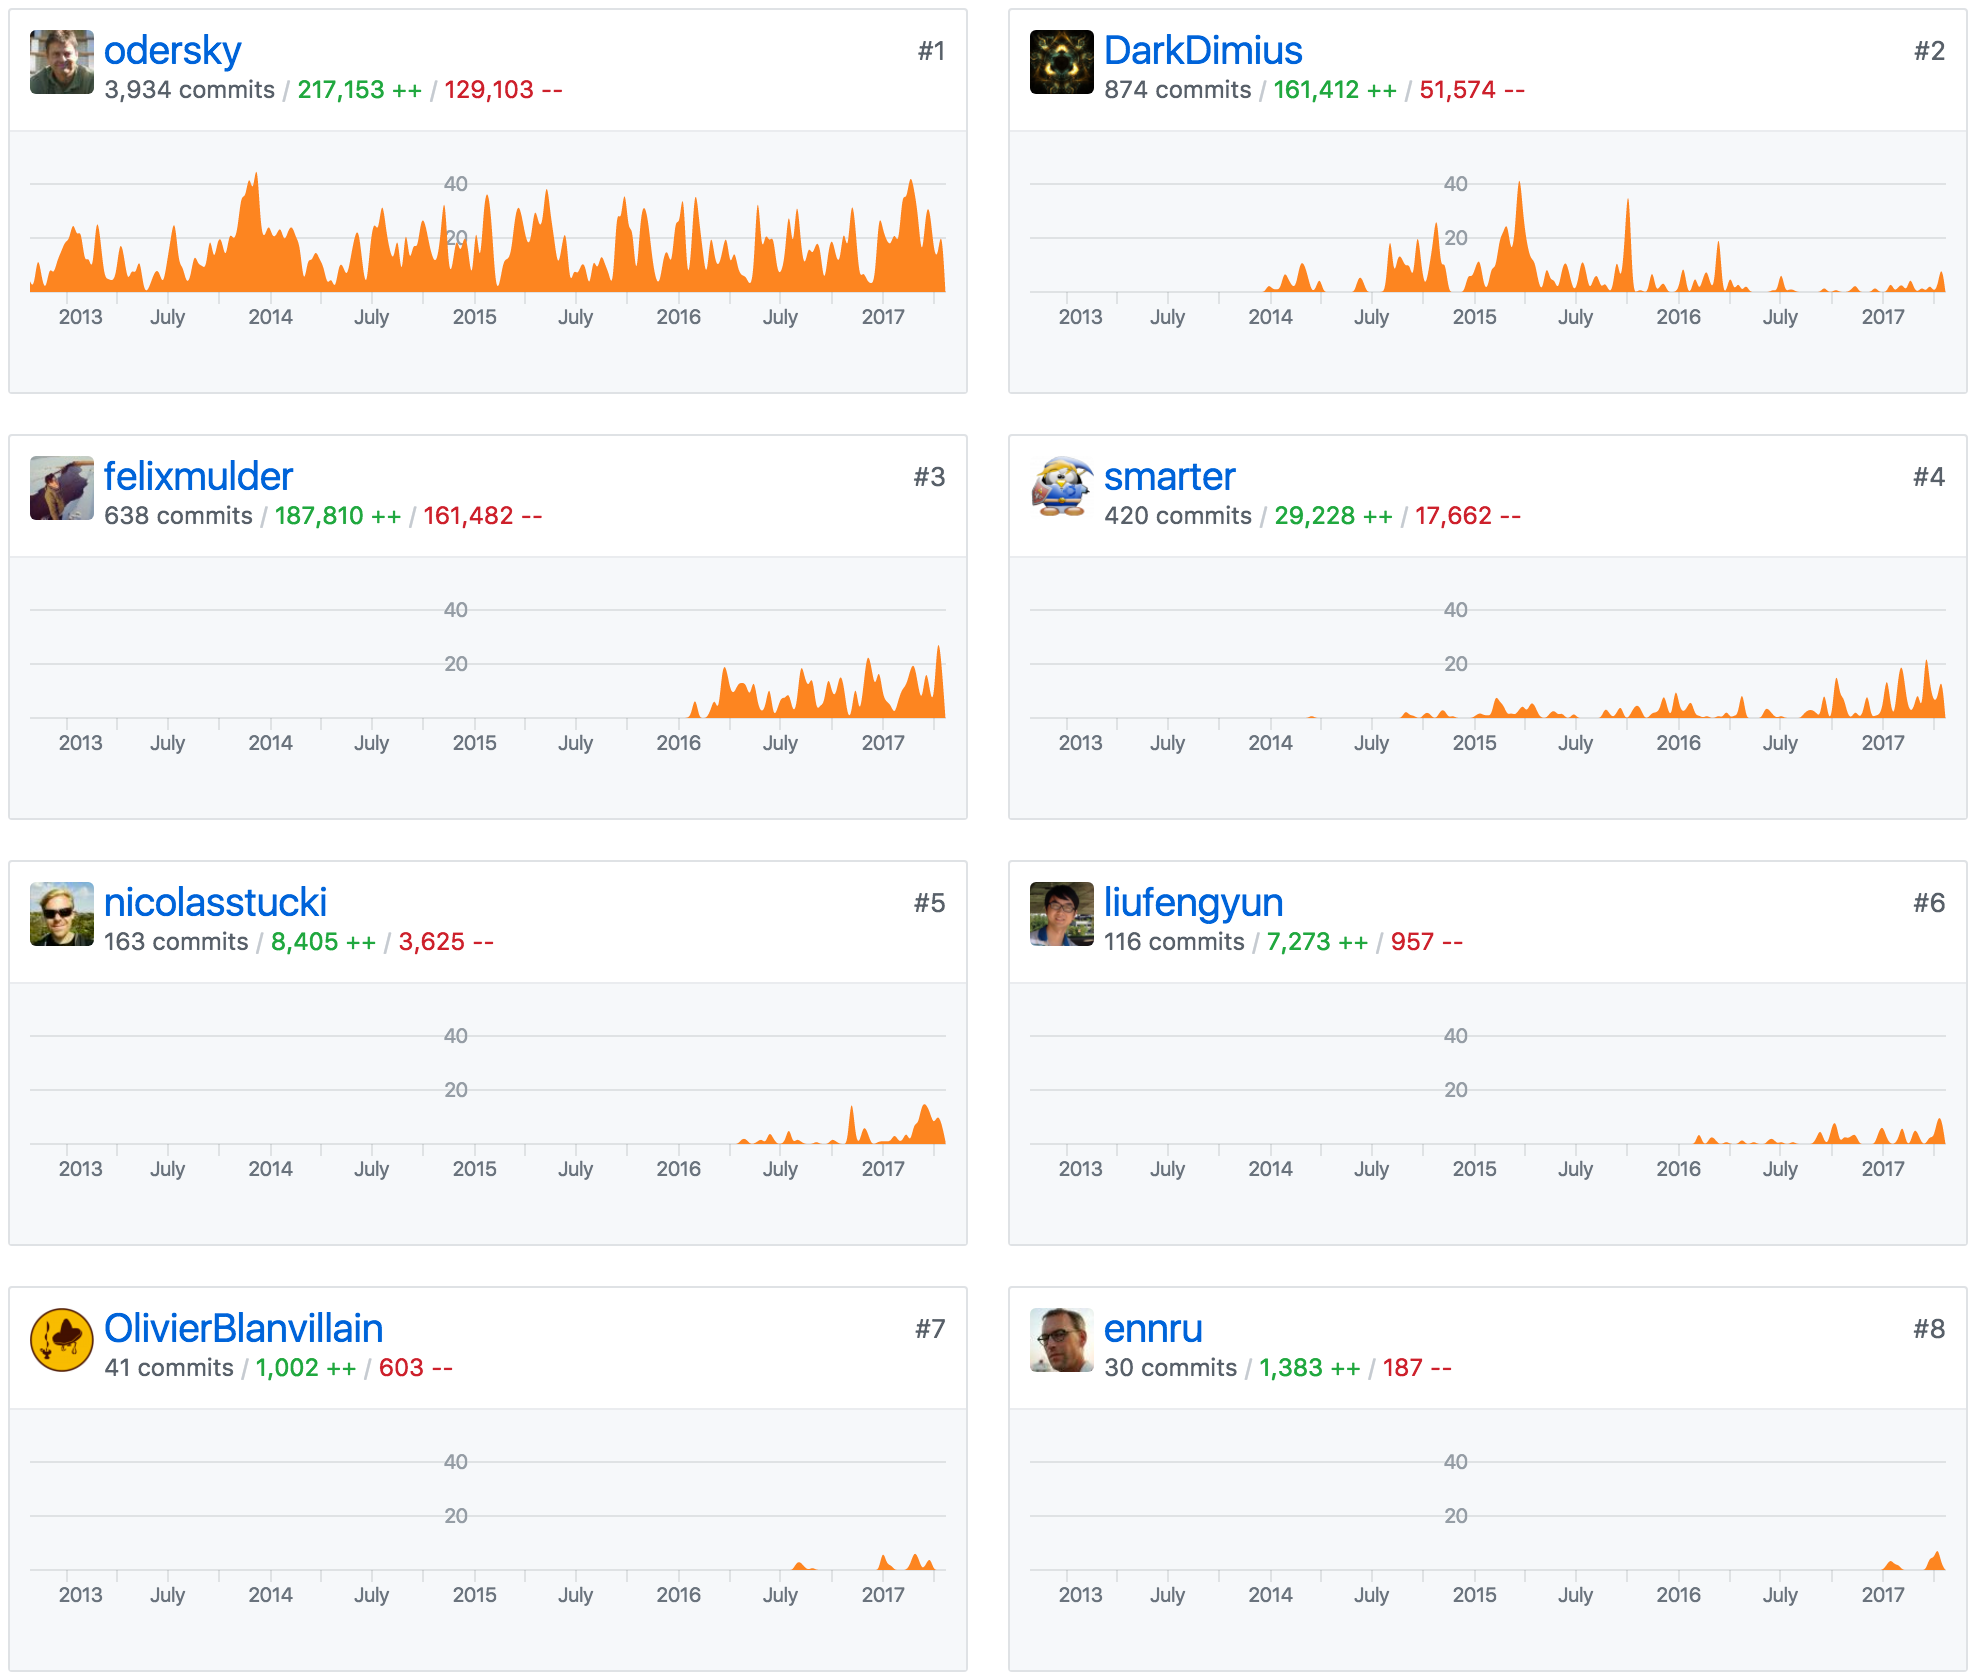 odersky #1
3,934 commits / 217,153 ++ / 129,103 --
40
20
2013 July 2014 July 2015 July 2016 July 2017
DarkDimius #2
874 commits / 161,412 ++ / 51,574 --
40
20
2013 July 2014 July 2015 July 2016 July 2017
felixmulder #3
638 commits / 187,810 ++ / 161,482 --
40
20
2013 July 2014 July 2015 July 2016 July 2017
smarter #4
420 commits / 29,228 ++ / 17,662 --
40
20
2013 July 2014 July 2015 July 2016 July 2017
nicolasstucki #5
163 commits / 8,405 ++ / 3,625 --
40
20
2013 July 2014 July 2015 July 2016 July 2017
liufengyun #6
116 commits / 7,273 ++ / 957 --
40
20
2013 July 2014 July 2015 July 2016 July 2017
OlivierBlanvillain #7
41 commits / 1,002 ++ / 603 --
40
20
2013 July 2014 July 2015 July 2016 July 2017
ennru #8
30 commits / 1,383 ++ / 187 --
40
20
2013 July 2014 July 2015 July 2016 July 2017